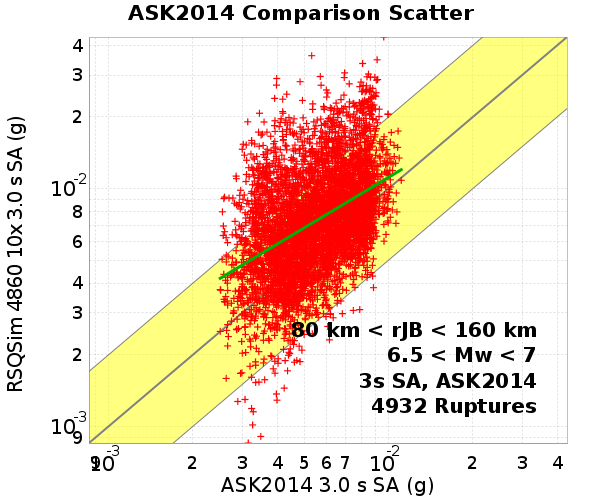 ASK2014 Comparison Scatter
RSQSim 4860 10x 3.0 s SA (g)
4
3
2
10-2
8
6
4
3
2
10-3
9
80 km < rJB < 160 km
6.5 < Mw < 7
3s SA, ASK2014
4932 Ruptures
9 10-3 2 3 4 5 6 7 10-2 2 3 4
ASK2014 3.0 s SA (g)